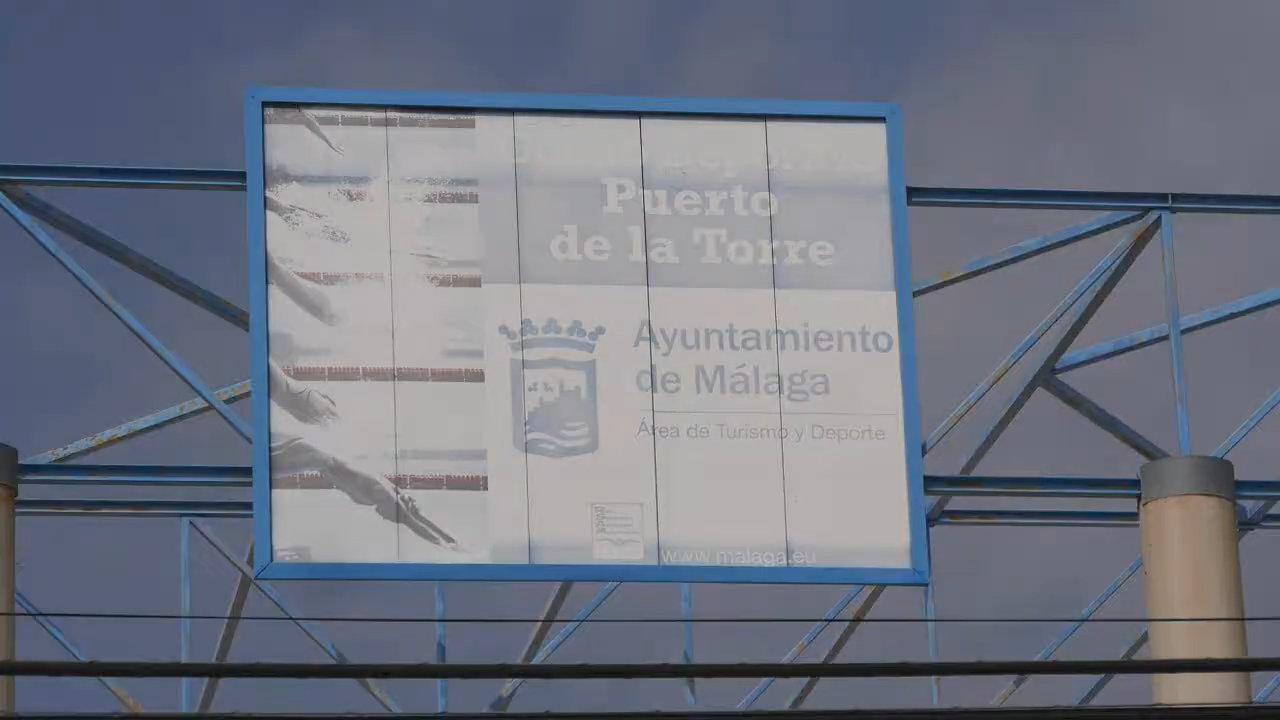 Puerto
de la Torre
Ayuntamiento
de Málaga
Área de Turismo y Deporte
www.malaga.eu